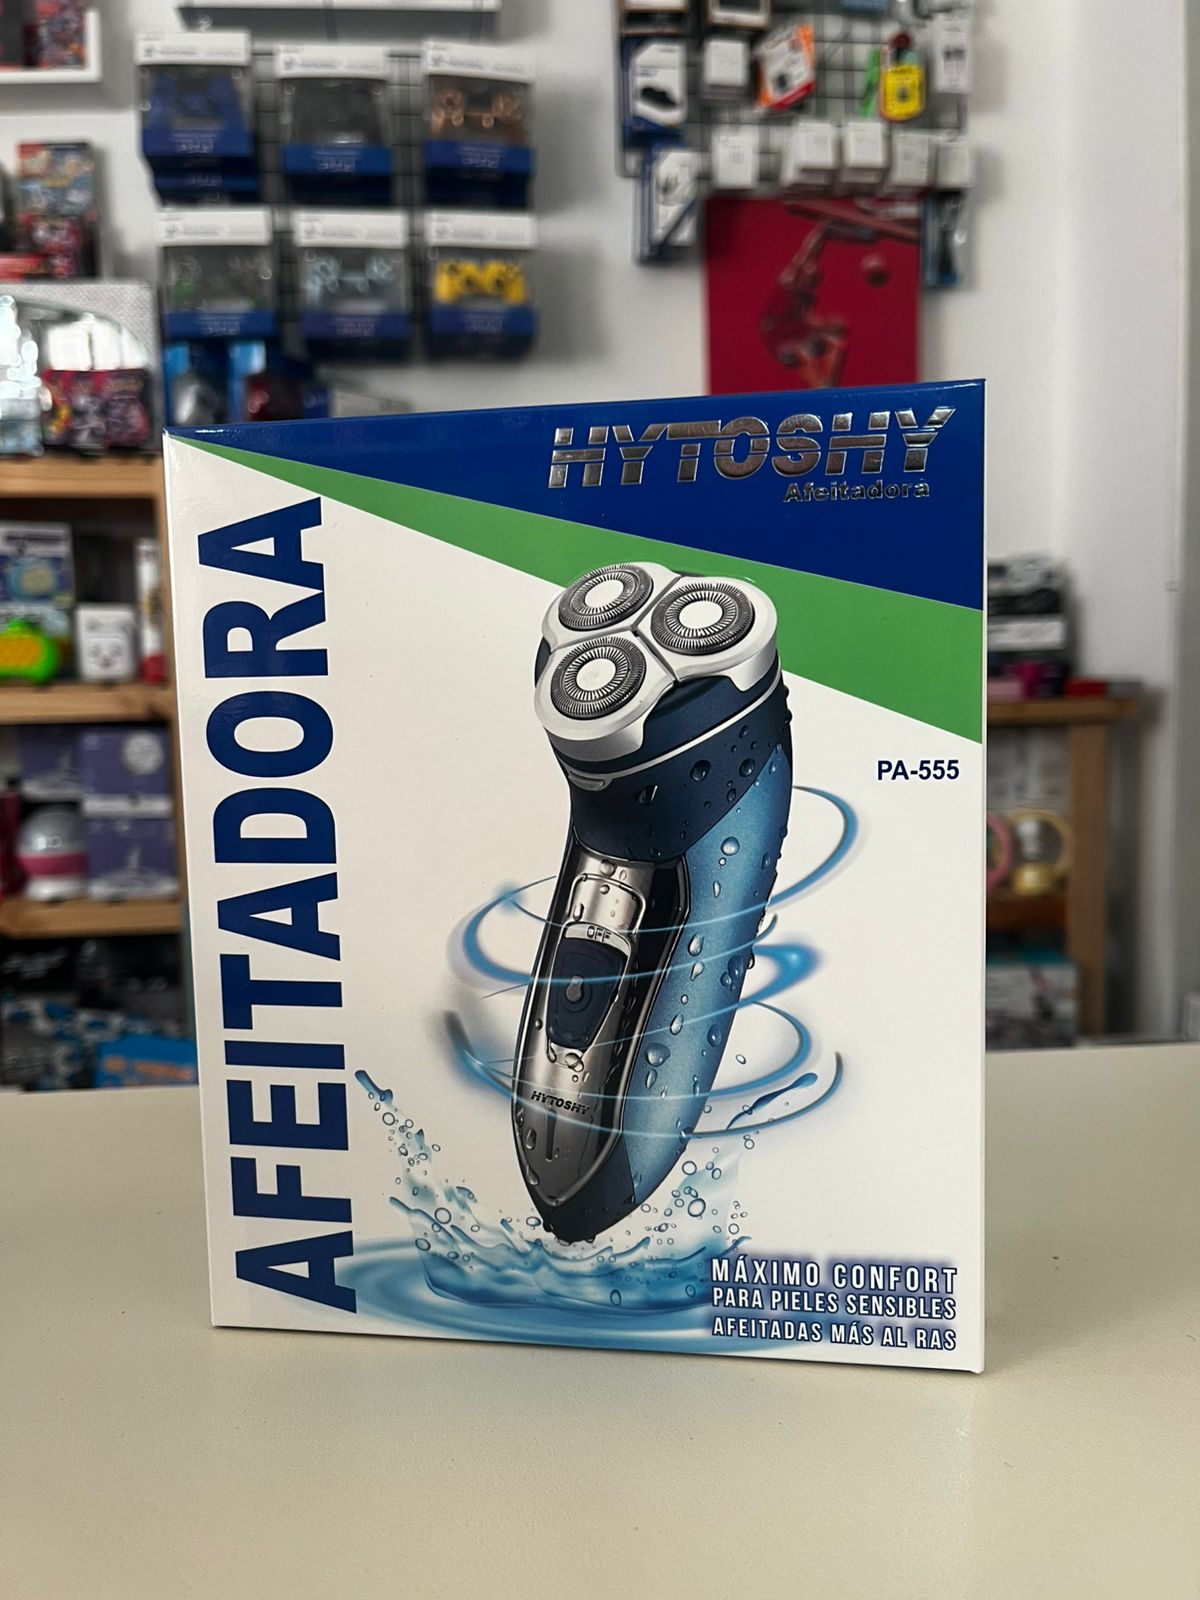 HYTOSHY
Afeitadora
AFEITADORA
PA-555
OFF
HYTOSHY
MÁXIMO CONFORT
PARA PIELES SENSIBLES
AFEITADAS MÁS AL RAS